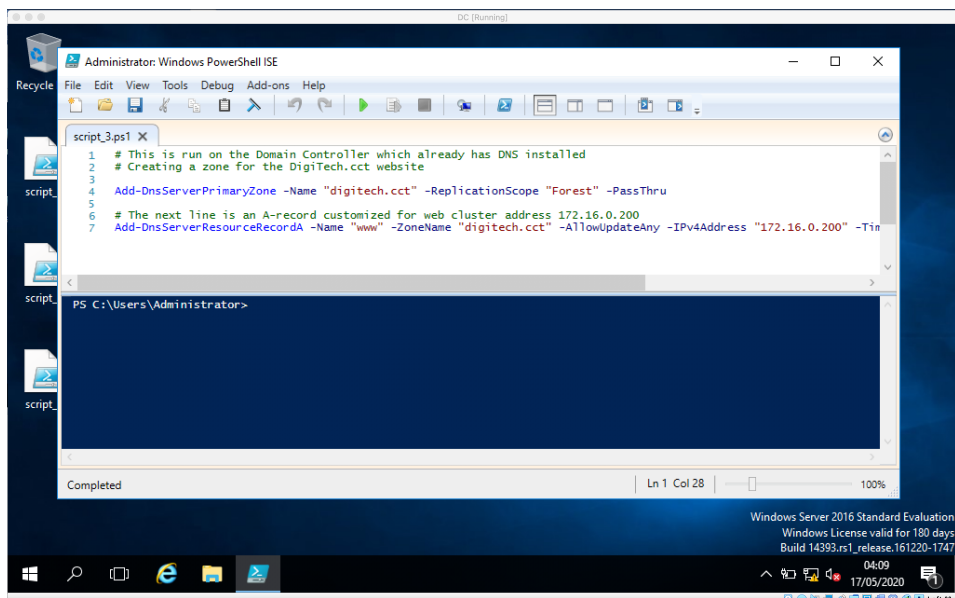 DC [Running]
Recycle
script_
script_
script_
Administrator: Windows PowerShell ISE
File Edit View Tools Debug Add-ons Help
script_3.ps1
1 # This is run on the Domain Controller which already has DNS installed
2 # Creating a zone for the DigiTech.cct website
3
4 Add-DnsServerPrimaryZone -Name "digitech.cct" -ReplicationScope "Forest" -PassThru
5
6 # The next line is an A-record customized for web cluster address 172.16.0.200
7 Add-DnsServerResourceRecordA -Name "www" -ZoneName "digitech.cct" -AllowUpdateAny -IPv4Address "172.16.0.200" -Tim
PS C:\Users\Administrator>
Completed
Ln 1 Col 28
100%
Windows Server 2016 Standard Evaluation
Windows License valid for 180 days
Build 14393.rs1_release.161220-1747
04:09
17/05/2020
1